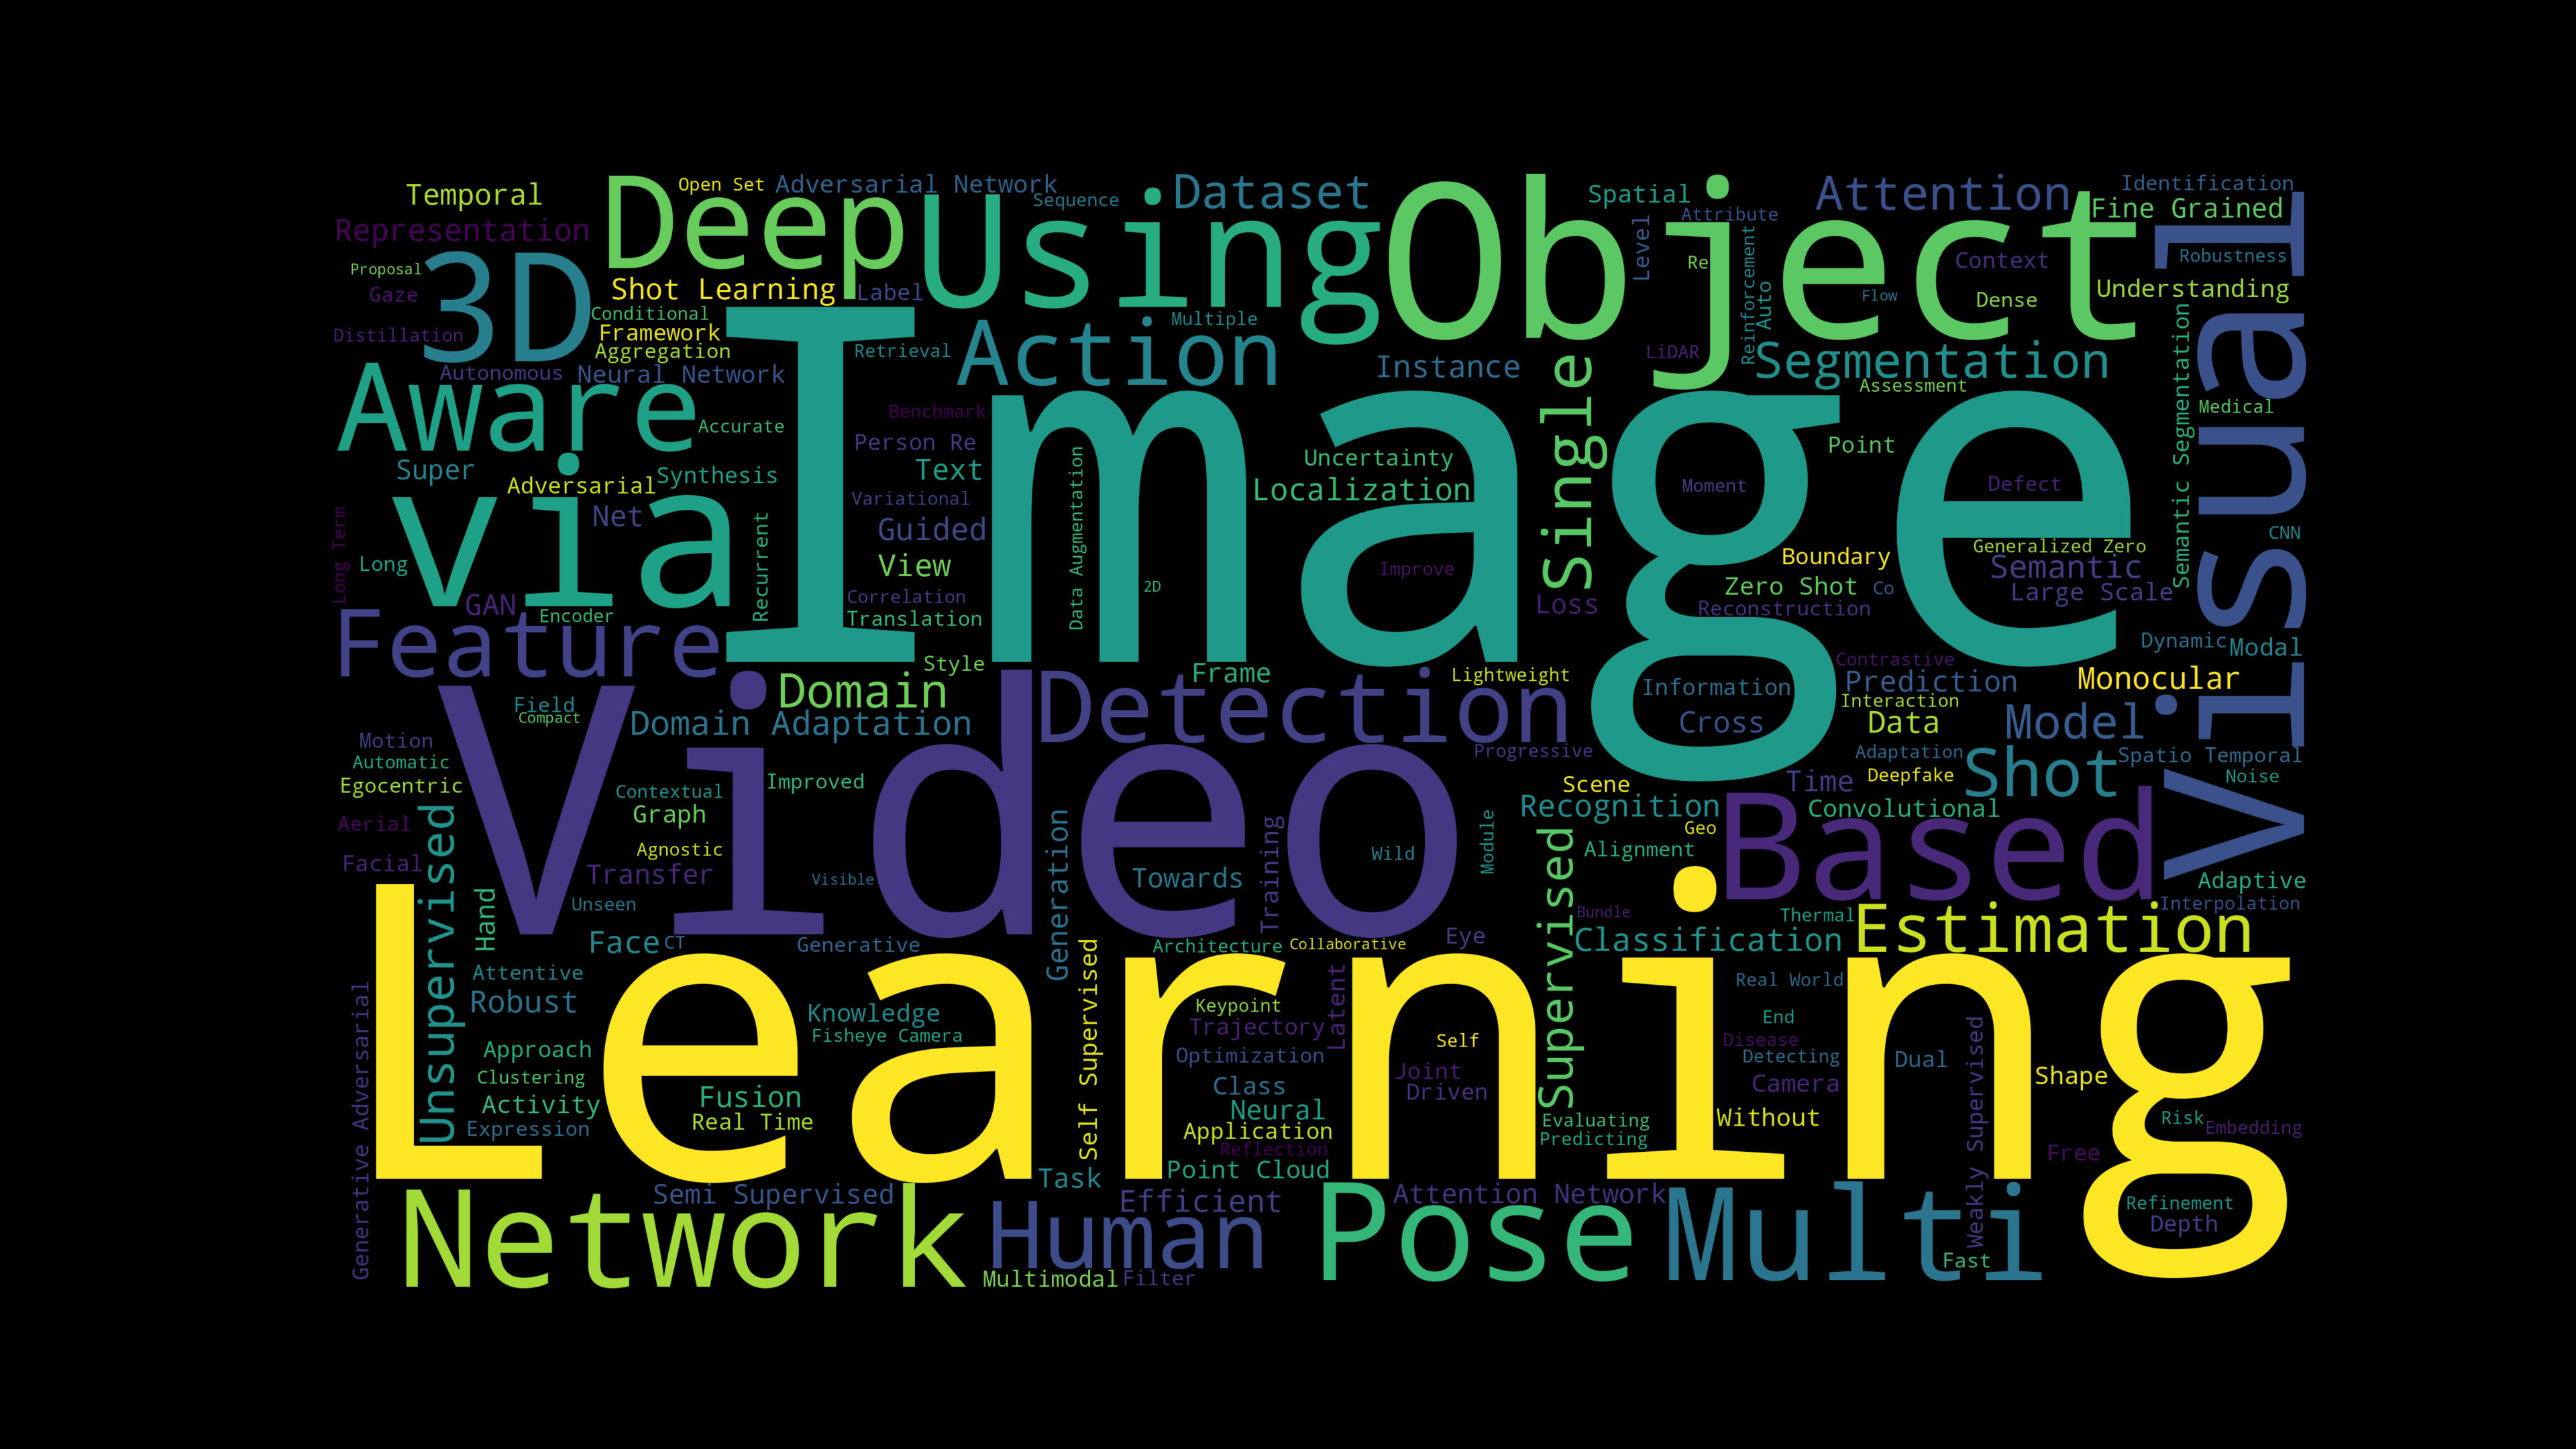 Temporal
Deep
Open Set
Adversarial Network
Sequence
Using
Dataset
Object
Spatial
Attribute
Attention
Identification
Fine Grained
Representation
Proposal
Gaze
Distillation
3D
Shot Learning
Label
Conditional
Framework
Aggregation
Autonomous
Neural Network
Multiple
Retrieval
Action
Instance
Level
Re
LiDAR
Reinforcement
Auto
Flow
Context
Dense
Understanding
Robustness
Segmentation
Assessment
Semantic Segmentation
Medical
Visual
Aware
Accurate
Benchmark
Person Re
Text
Image
Uncertainty
Localization
Single
Point
Moment
Defect
CNN
Super
Adversarial
Synthesis
via
Net
Variational
Guided
View
Recurrent
Data Augmentation
2D
Improve
Boundary
Generalized Zero
Semantic
Large Scale
Zero Shot
Co
Reconstruction
Loss
Long Term
Long
GAN
Encoder
Correlation
Translation
Feature
Style
Frame
Lightweight
Contrastive
Dynamic
Modal
Monocular
Domain
Detection
Information
Cross
Prediction
Interaction
Data
Model
Field
Compact
Domain Adaptation
Motion
Automatic
Egocentric
Video
Progressive
Adaptation
Spatio Temporal
Improved
Contextual
Graph
Scene
Time
Deepfake
Shot
Noise
Recognition
Convolutional
Based
Aerial
Facial
Unsupervised
Agnostic
Transfer
Visible
Unseen
Generation
Towards
Training
Wild
Module
Geo
Alignment
Supervised
Adaptive
Interpolation
Hand
Face
CT
Generative
Architecture
Collaborative
Eye
Bundle
Thermal
Classification
Estimation
Learning
Attentive
Robust
Knowledge
Fisheye Camera
Self Supervised
Keypoint
Trajectory
Latent
Optimization
Self
Real World
End
Disease
Detecting
Dual
Camera
Shape
Generative Adversarial
Approach
Clustering
Activity
Expression
Fusion
Real Time
Class
Neural
Application
Reflection
Point Cloud
Joint
Driven
Evaluating
Predicting
Without
Weakly Supervised
Risk
Embedding
Free
Task
Semi Supervised
Efficient
Attention Network
Network
Human
Pose
Multi
Refinement
Depth
Fast
Multimodal
Filter